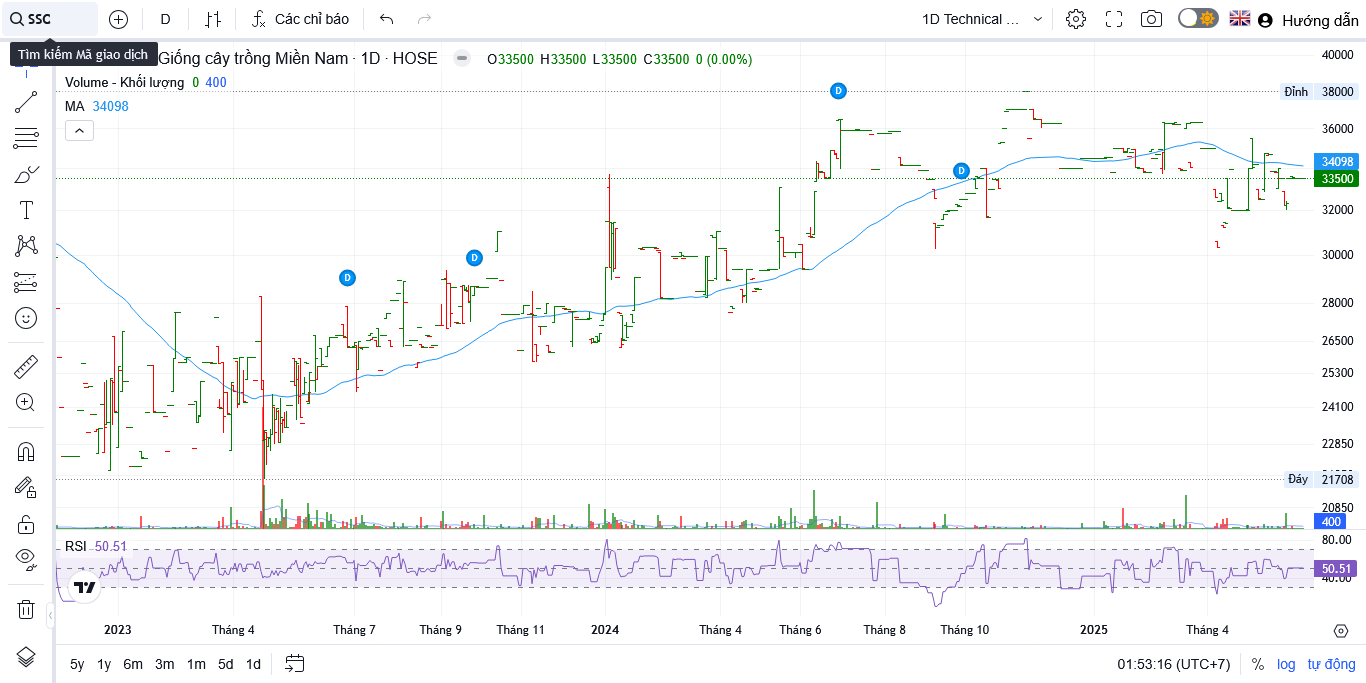 SSC D Các chỉ báo 1D Technical ... Hướng dẫn
Tìm kiếm Mã giao dịch
Giống cây trồng Miền Nam · 1D · HOSE O33500 H33500 L33500 C33500 0 (0.00%)
Volume - Khối lượng 0 400
MA 34098
40000
Đỉnh 38000
36000
34098
33500
32000
30000
28000
26500
25300
24100
22850
Đáy 21708
20850
400
D
D
D
D
RSI 50.51
80.00
50.51
40.00
2023 Tháng 4 Tháng 7 Tháng 9 Tháng 11 2024 Tháng 4 Tháng 6 Tháng 8 Tháng 10 2025 Tháng 4
5y 1y 6m 3m 1m 5d 1d 01:53:16 (UTC+7) % log tự động